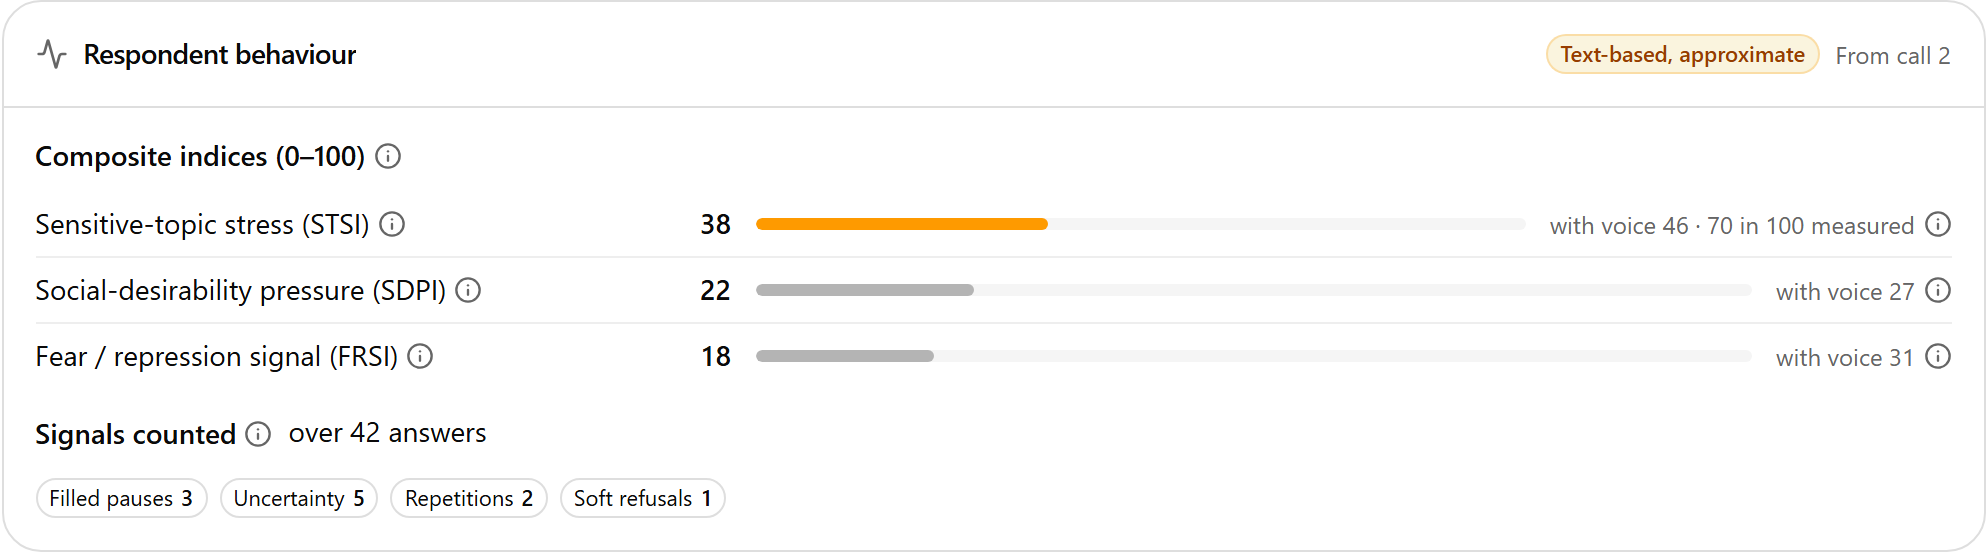 Respondent behaviour
Text-based, approximate
From call 2
Composite indices (0–100)
Sensitive-topic stress (STSI) 38 with voice 46 · 70 in 100 measured
Social-desirability pressure (SDPI) 22 with voice 27
Fear / repression signal (FRSI) 18 with voice 31
Signals counted over 42 answers
Filled pauses 3 Uncertainty 5 Repetitions 2 Soft refusals 1